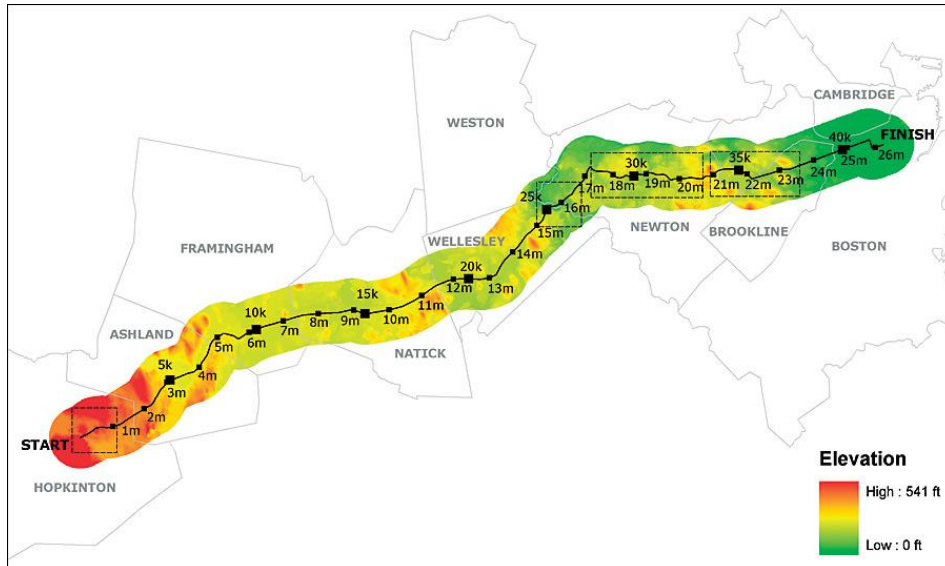 CAMBRIDGE
WESTON
40k
FINISH
25m
26m
24m
30k
35k
17m
18m
19m
20m
21m
22m
23m
25k
16m
15m
NEWTON
BROOKLINE
BOSTON
FRAMINGHAM
WELLESLEY
14m
20k
12m
13m
10k
15k
11m
5m
6m
7m
8m
9m
10m
ASHLAND
NATICK
5k
4m
3m
2m
1m
START
HOPKINTON
Elevation
High : 541 ft
Low : 0 ft